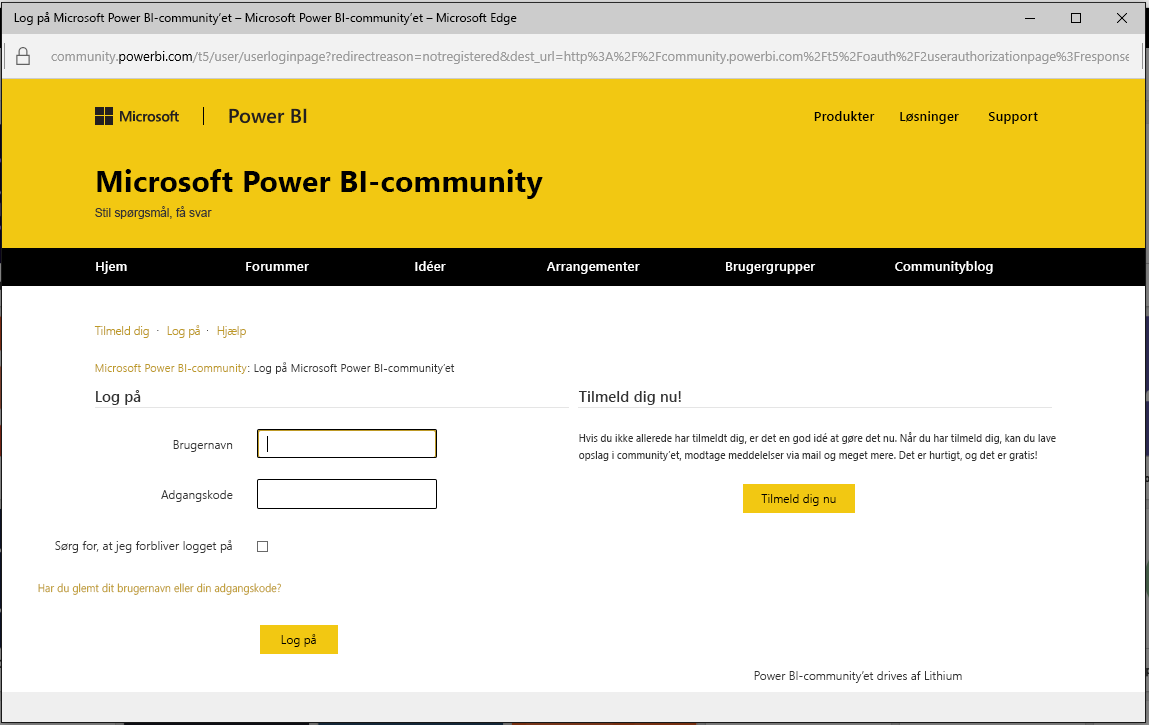 Log på Microsoft Power BI-community'et – Microsoft Power BI-community'et – Microsoft Edge
community.powerbi.com/t5/user/userloginpage?redirectreason=notregistered&dest_url=http%3A%2F%2Fcommunity.powerbi.com%2Ft5%2Foauth%2F2userauthorizationpage%3Fresponse
Microsoft | Power BI
Produkter Løsninger Support
Microsoft Power BI-community
Stil spørgsmål, få svar
Hjem Forummer Idéer Arrangementer Brugergrupper Communityblog
Tilmeld dig · Log på · Hjælp
Microsoft Power BI-community: Log på Microsoft Power BI-community'et
Log på
Brugernavn
Adgangskode
Sørg for, at jeg forbliver logget på
Har du glemt dit brugernavn eller din adgangskode?
Log på
Tilmeld dig nu!
Hvis du ikke allerede har tilmeldt dig, er det en god idé at gøre det nu. Når du har tilmeld dig, kan du lave
opslag i community'et, modtage meddelelser via mail og meget mere. Det er hurtigt, og det er gratis!
Tilmeld dig nu
Power BI-community'et drives af Lithium